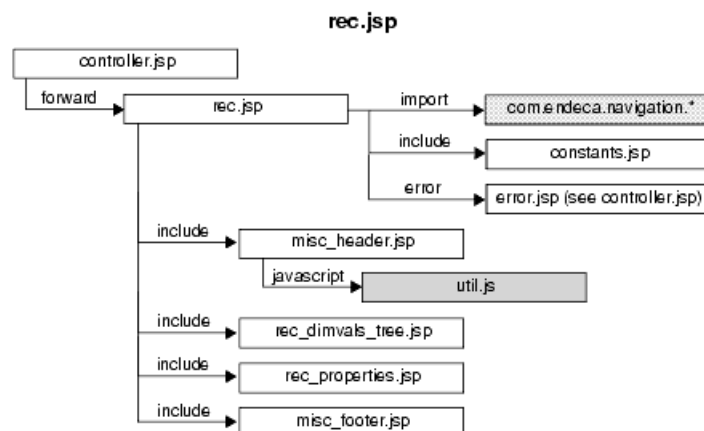 rec.jsp
controller.jsp
forward
rec.jsp
import
com.endeca.navigation.*
include
constants.jsp
error
error.jsp (see controller.jsp)
include
misc_header.jsp
javascript
util.js
include
rec_dimvals_tree.jsp
include
rec_properties.jsp
include
misc_footer.jsp